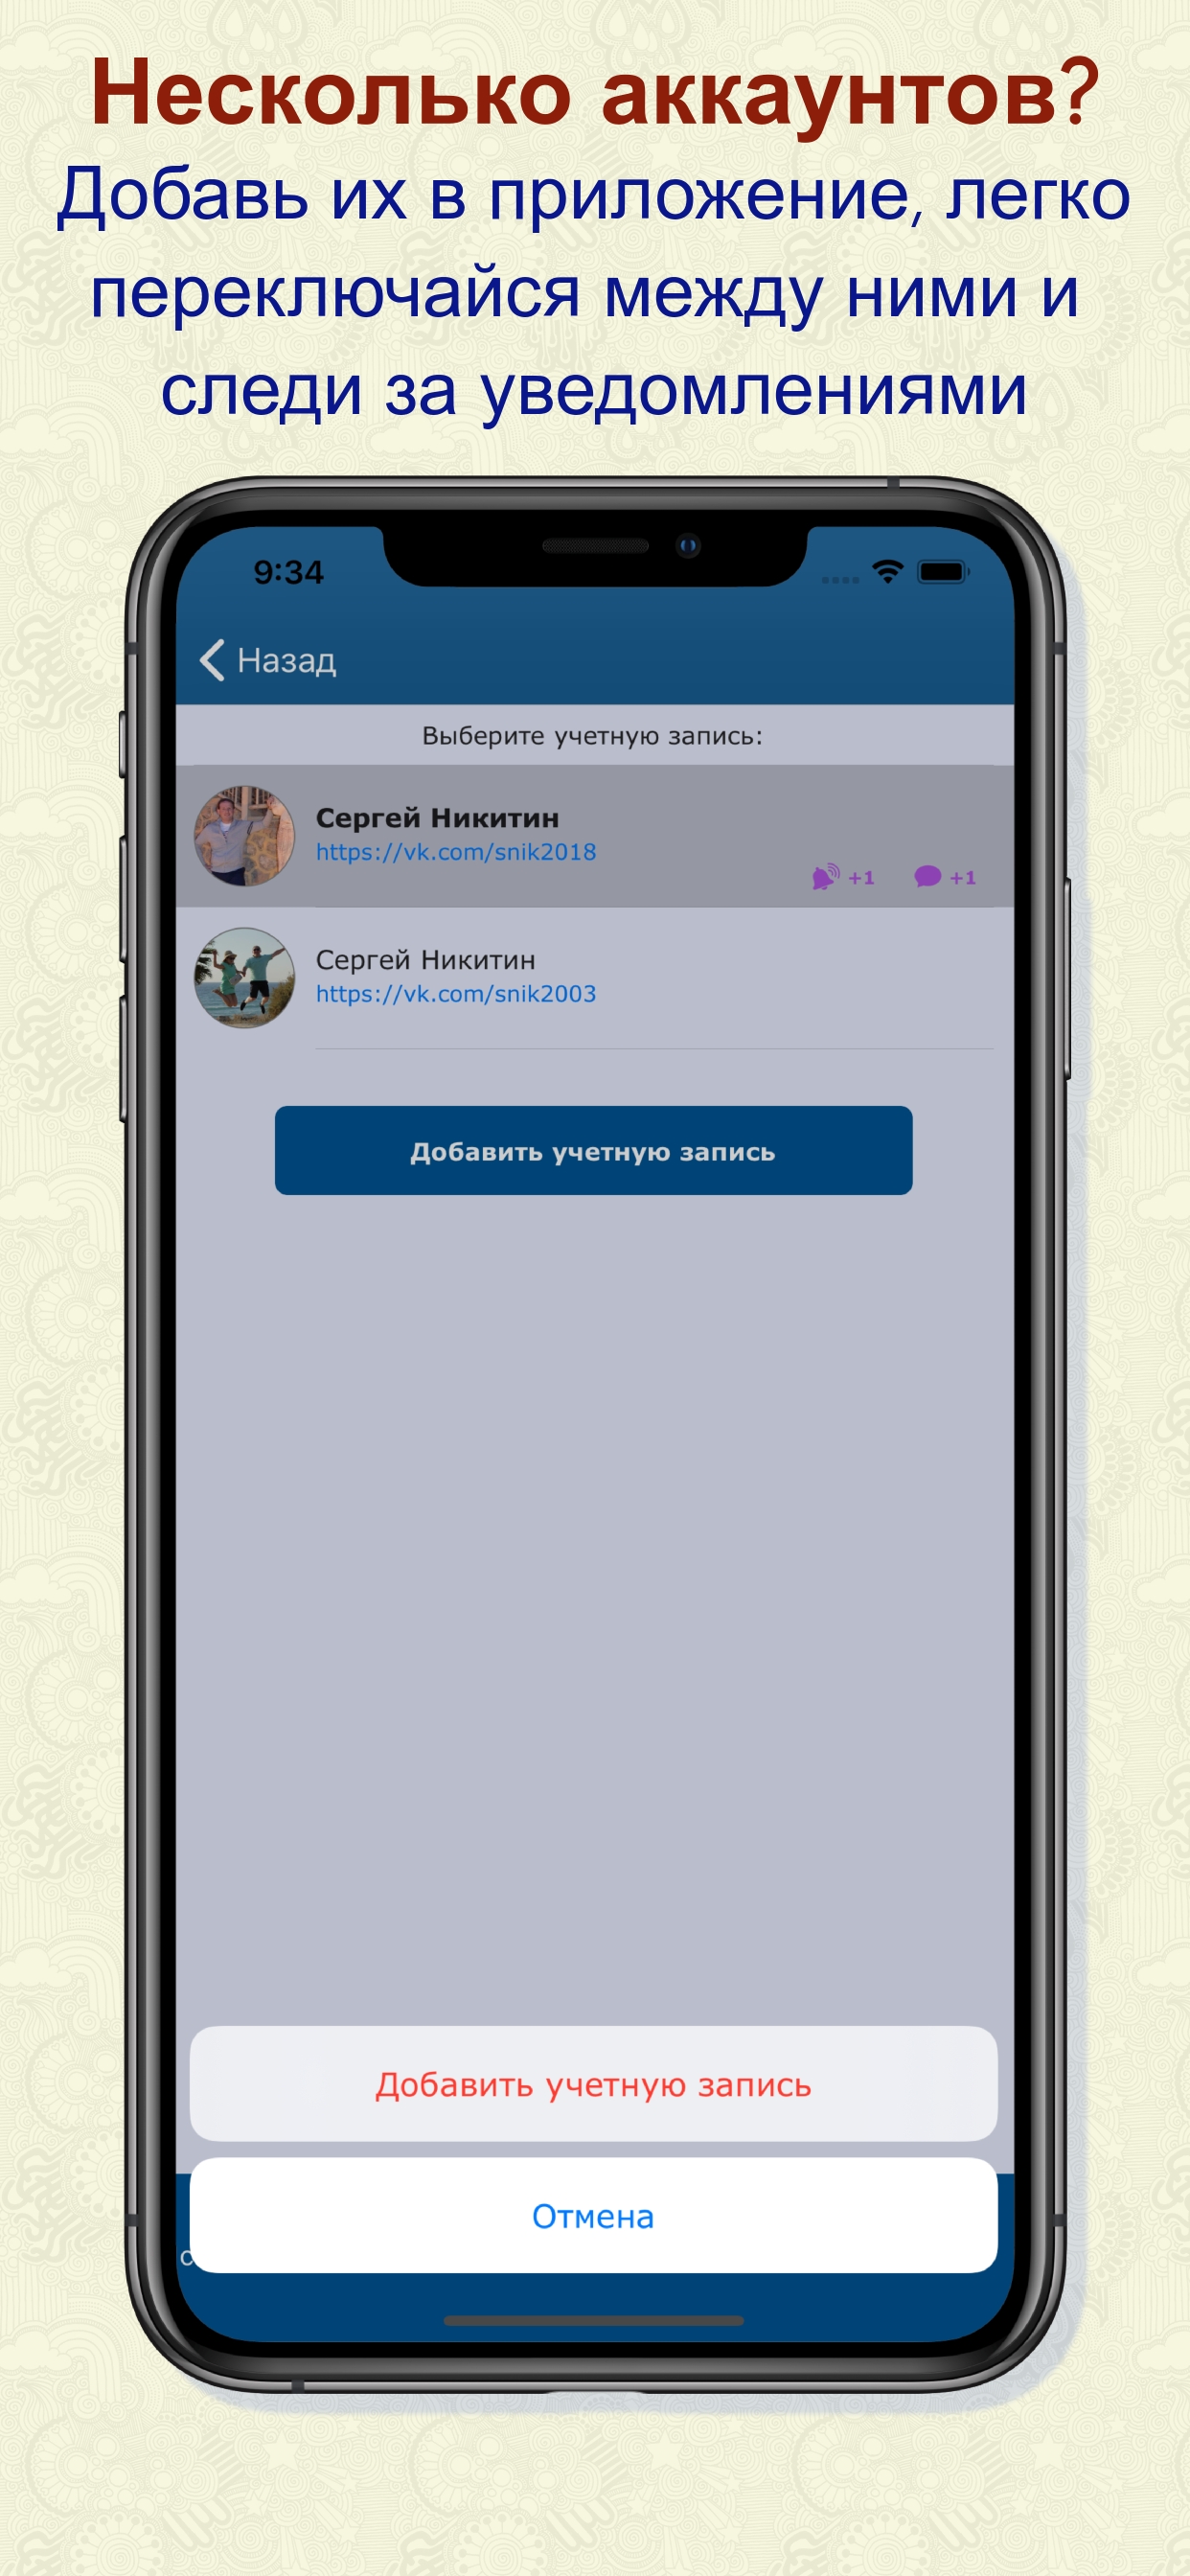 Несколько аккаунтов?
Добавь их в приложение, легко
переключайся между ними и
следи за уведомлениями
9:34
Назад
Выберите учетную запись:
Сергей Никитин
https://vk.com/snik2018
+1 +1
Сергей Никитин
https://vk.com/snik2003
Добавить учетную запись
Добавить учетную запись
Отмена